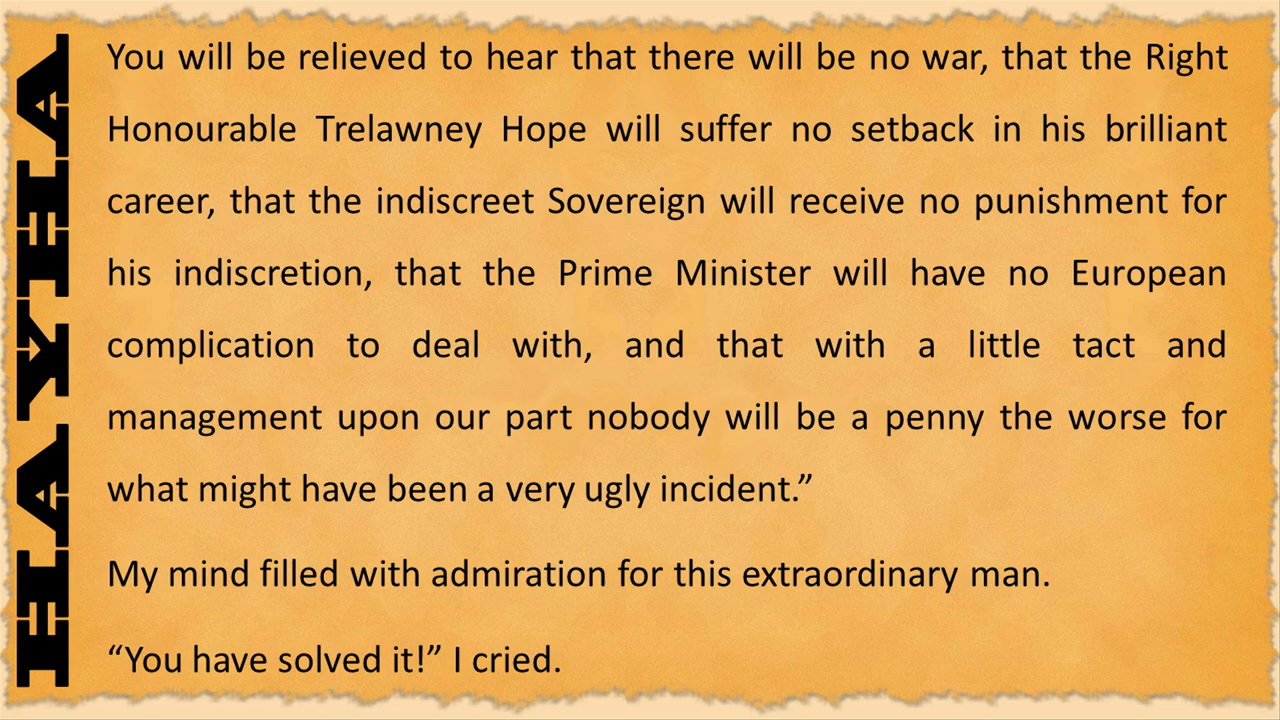 HAYHA
You will be relieved to hear that there will be no war, that the Right
Honourable Trelawney Hope will suffer no setback in his brilliant
career, that the indiscreet Sovereign will receive no punishment for
his indiscretion, that the Prime Minister will have no European
complication to deal with, and that with a little tact and
management upon our part nobody will be a penny the worse for
what might have been a very ugly incident.”
My mind filled with admiration for this extraordinary man.
“You have solved it!” I cried.